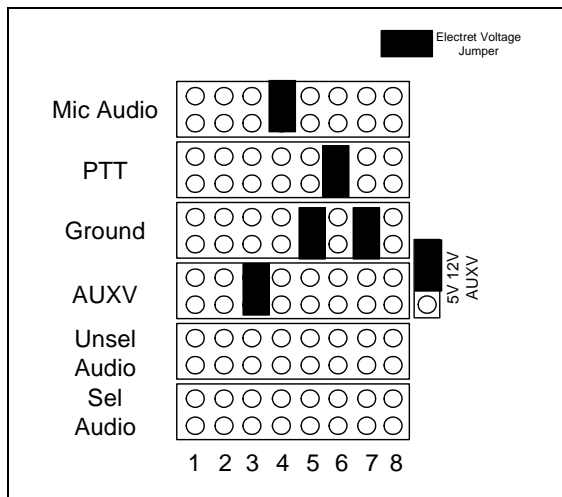 Electret Voltage
Jumper
Mic Audio
PTT
Ground
AUXV
5V 12V
AUXV
Unsel
Audio
Sel
Audio
1 2 3 4 5 6 7 8